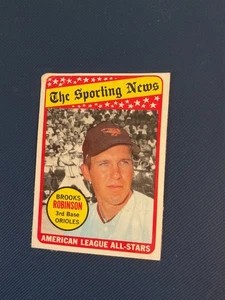 The Sporting News
BROOKS
ROBINSON
3rd Base
ORIOLES
AMERICAN LEAGUE ALL-STARS